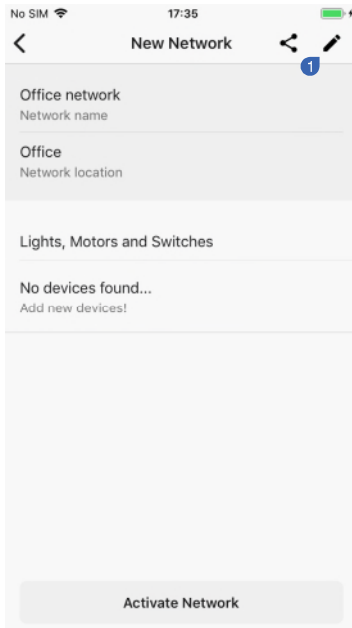 No SIM 17:35
New Network
1
Office network
Network name
Office
Network location
Lights, Motors and Switches
No devices found...
Add new devices!
Activate Network